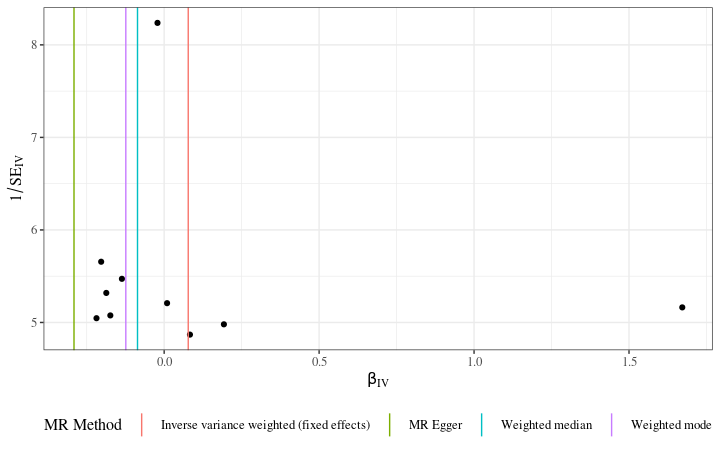 8
7
6
5
1/SE_IV
0.0
0.5
1.0
1.5
β_IV
MR Method
Inverse variance weighted (fixed effects)
MR Egger
Weighted median
Weighted mode